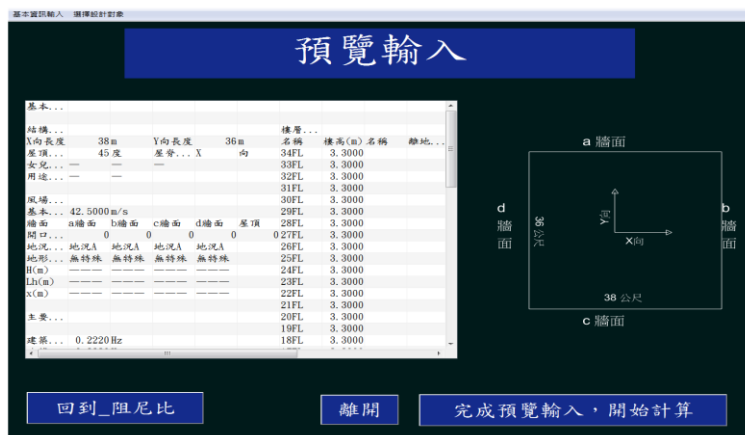 基本資訊輸入 選擇設計對象
預覽輸入
基本...
結構... 樓層...
X向長度 38m Y向長度 36m 名稱 樓高(m) 名稱 離地...
屋頂... 45 度 屋脊... X 向 34FL 3.3000
女兒... — — — 33FL 3.3000
用途... — — 32FL 3.3000
31FL 3.3000
風場... 30FL 3.3000
基本... 42.5000m/s 29FL 3.3000
牆面 a牆面 b牆面 c牆面 d牆面 屋頂 28FL 3.3000
開口... 0 0 0 0 0 27FL 3.3000
地況... 地況A 地況A 地況A 地況A 26FL 3.3000
地形... 無特殊 無特殊 無特殊 無特殊 25FL 3.3000
H(m) ——— ——— ——— ——— 24FL 3.3000
Lh(m) ——— ——— ——— ——— 23FL 3.3000
x(m) ——— ——— ——— ——— 22FL 3.3000
21FL 3.3000
主要... 20FL 3.3000
19FL 3.3000
建築... 0.2220Hz 18FL 3.3000
a 牆面
d 牆面
b 牆面
36 公尺
Y向
X向
38 公尺
c 牆面
回到_阻尼比
離開
完成預覽輸入，開始計算